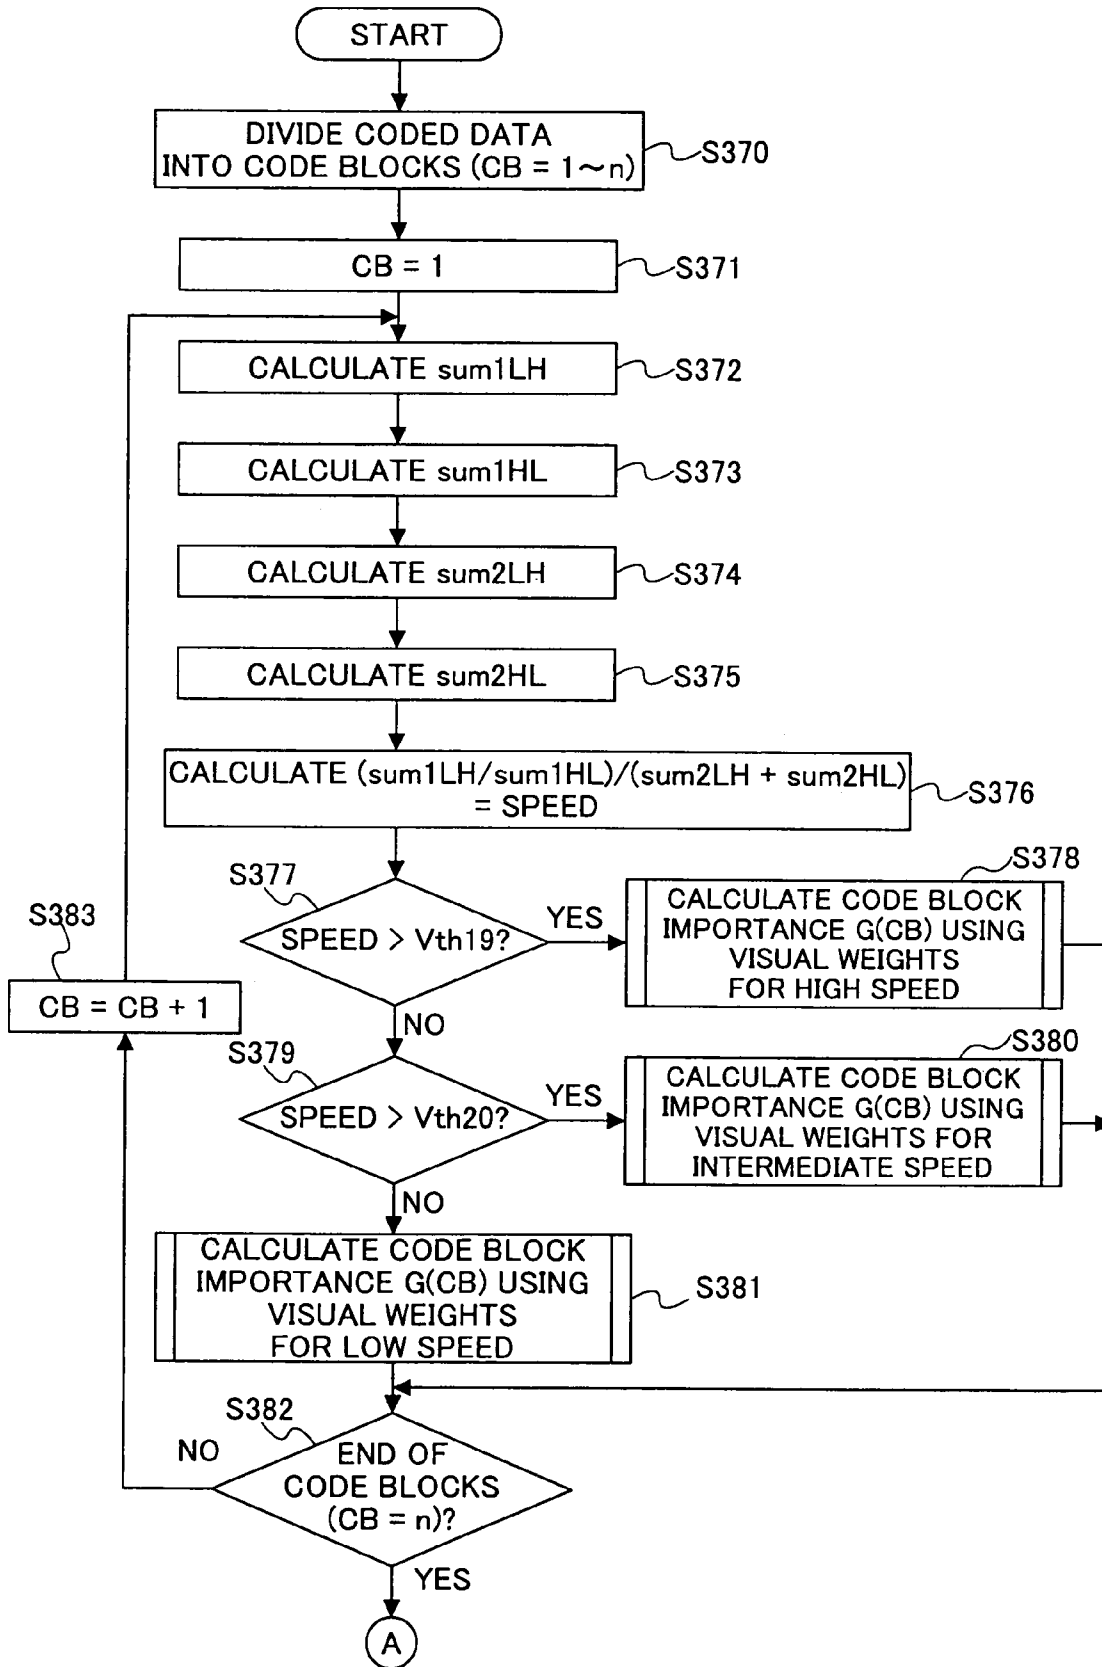 START
DIVIDE CODED DATA
INTO CODE BLOCKS (CB = 1～n)
S370
CB = 1
S371
CALCULATE sum1LH
S372
CALCULATE sum1HL
S373
CALCULATE sum2LH
S374
CALCULATE sum2HL
S375
CALCULATE (sum1LH/sum1HL)/(sum2LH + sum2HL)
= SPEED
S376
S377
SPEED > Vth19?
YES
NO
S378
CALCULATE CODE BLOCK
IMPORTANCE G(CB) USING
VISUAL WEIGHTS
FOR HIGH SPEED
S383
CB = CB + 1
S379
SPEED > Vth20?
YES
NO
S380
CALCULATE CODE BLOCK
IMPORTANCE G(CB) USING
VISUAL WEIGHTS FOR
INTERMEDIATE SPEED
CALCULATE CODE BLOCK
IMPORTANCE G(CB) USING
VISUAL WEIGHTS
FOR LOW SPEED
S381
S382
NO
END OF
CODE BLOCKS
(CB = n)?
YES
A